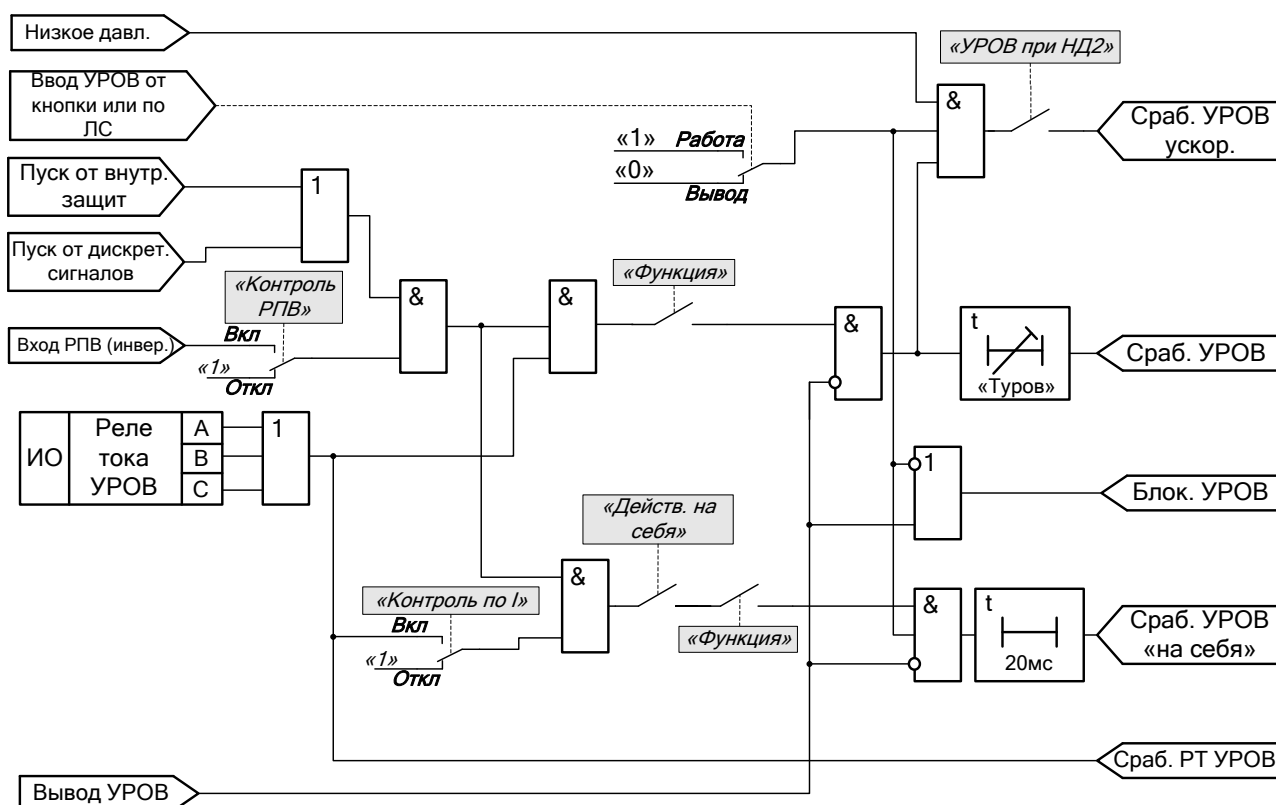 Низкое давл.
«УРОВ при НД2»
Ввод УРОВ от
кнопки или по
ЛС
&
Сраб. УРОВ
ускор.
«1» Работа
«0»
Вывод
Пуск от внутр.
защит
1
Пуск от дискрет.
сигналов
«Контроль
РПВ»
&
&
«Функция»
&
t
«Tуров»
Сраб. УРОВ
Вход РПВ (инвер.)
Вкл
«1»
Откл
ИО
Реле
тока
УРОВ
A
B
C
1
1
Блок. УРОВ
«Действ. на
себя»
&
«Контроль по I»
Вкл
«1»
Откл
«Функция»
&
t
20мс
Сраб. УРОВ
«на себя»
Сраб. РТ УРОВ
Вывод УРОВ